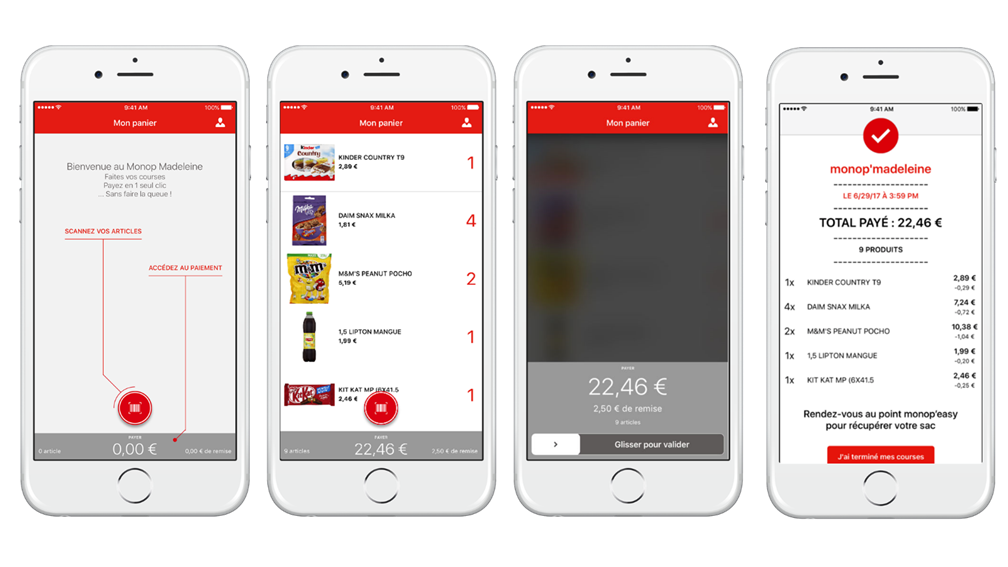 9:41 AM
100%
Mon panier
Bienvenue au Monop Madeleine
Faites vos courses
Payez en 1 seul clic
... Sans faire la queue !
SCANNEZ VOS ARTICLES
ACCÉDEZ AU PAIEMENT
PAYER
0 article
0,00 €
0,00 € de remise
9:41 AM
100%
Mon panier
Kinder
Country
KINDER COUNTRY T9
2,89 €
1
Milka
DAIM SNAX MILKA
1,81 €
4
m&m's
M&M'S PEANUT POCHO
5,19 €
2
1,5 LIPTON MANGUE
1,99 €
1
KitKat
KIT KAT MP (6X41.5
2,46 €
1
PAYER
9 articles
22,46 €
2,50 € de remise
9:41 AM
100%
Mon panier
PAYER
22,46 €
2,50 € de remise
9 articles
Glisser pour valider
9:41 AM
100%
monop'madeleine
LE 6/29/17 À 3:59 PM
TOTAL PAYÉ : 22,46 €
9 PRODUITS
1x KINDER COUNTRY T9 2,89 €
-0,29 €
4x DAIM SNAX MILKA 7,24 €
-0,72 €
2x M&M'S PEANUT POCHO 10,38 €
-1,04 €
1x 1,5 LIPTON MANGUE 1,99 €
-0,20 €
1x KIT KAT MP (6X41.5 2,46 €
-0,25 €
Rendez-vous au point monop'easy
pour récupérer votre sac
J'ai terminé mes courses